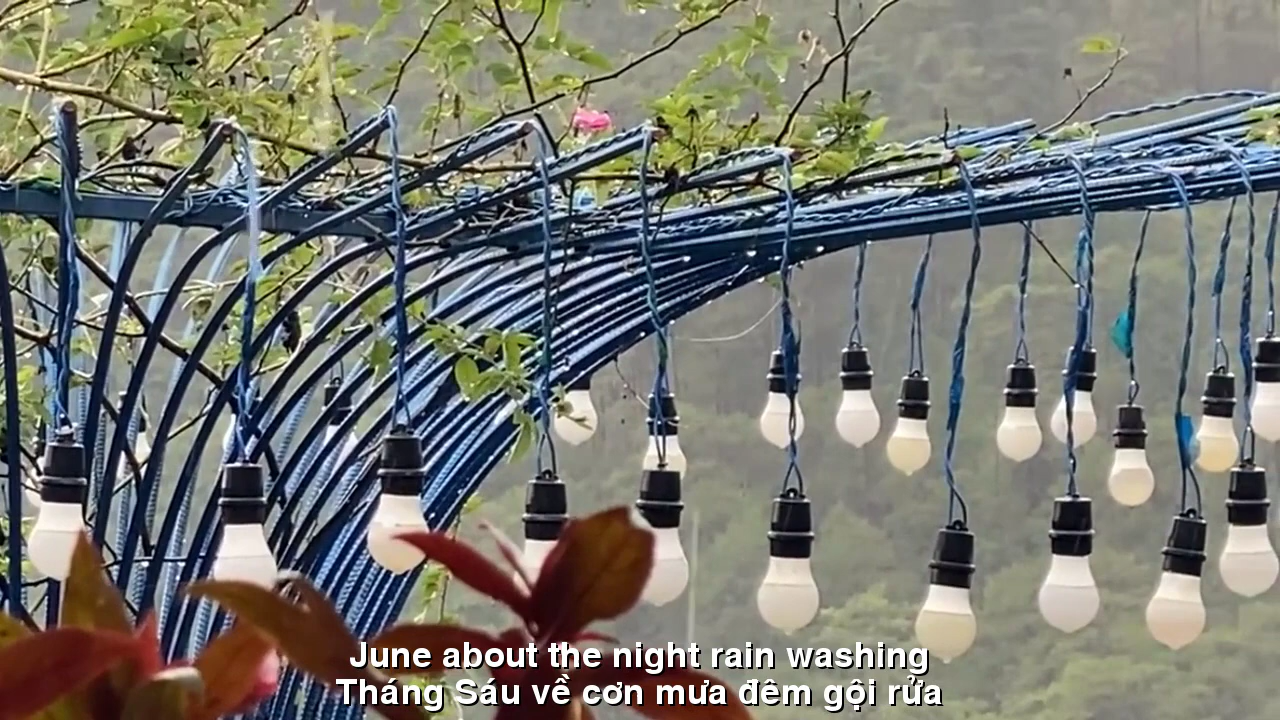 June about the night rain washing
Tháng Sáu về cơn mưa đêm gội rửa